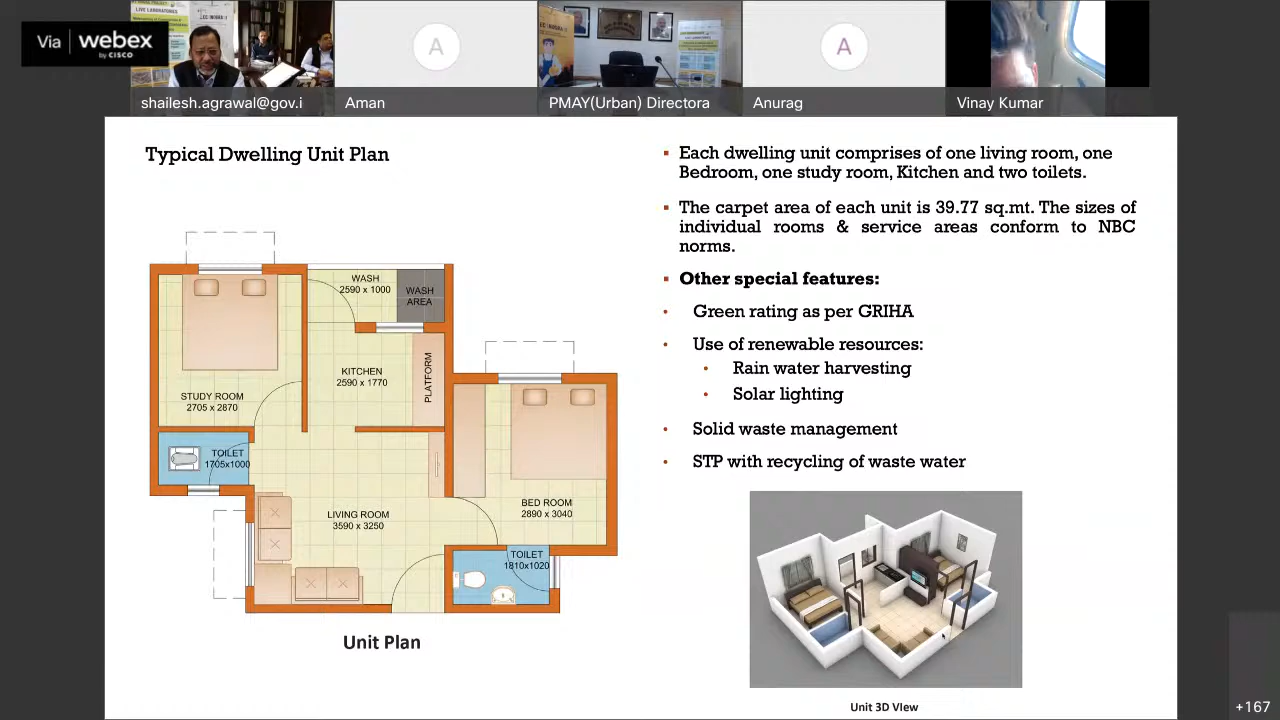 Via webex
by CISCO
LIVE LABORATORIES
shailesh.agrawal@gov.i
Aman
PMAY(Urban) Directora
Anurag
Vinay Kumar
A
A
Typical Dwelling Unit Plan
WASH
2590 x 1000
WASH
AREA
KITCHEN
2590 x 1770
PLATFORM
STUDY ROOM
2705 x 2870
TOILET
1705x1000
LIVING ROOM
3590 x 3250
BED ROOM
2890 x 3040
TOILET
1810x1020
Unit Plan
Each dwelling unit comprises of one living room, one
Bedroom, one study room, Kitchen and two toilets.
The carpet area of each unit is 39.77 sq.mt. The sizes of
individual rooms & service areas conform to NBC
norms.
Other special features:
Green rating as per GRIHA
Use of renewable resources:
Rain water harvesting
Solar lighting
Solid waste management
STP with recycling of waste water
Unit 3D VIew
+167